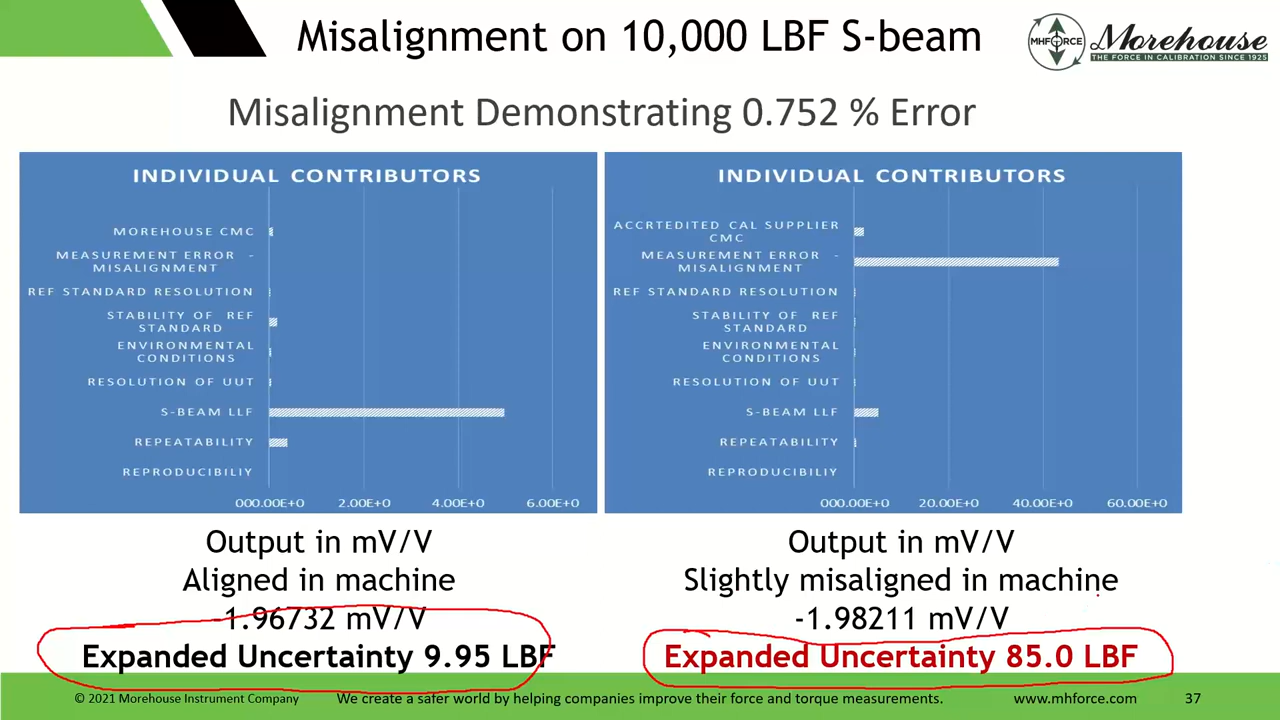 Misalignment on 10,000 LBF S-beam
MHFORCE
Morehouse
THE FORCE IN CALIBRATION SINCE 1925
Misalignment Demonstrating 0.752 % Error
INDIVIDUAL CONTRIBUTORS
MOREHOUSE CMC
MEASUREMENT ERROR -
MISALIGNMENT
REF STANDARD RESOLUTION
STABILITY OF REF
STANDARD
ENVIRONMENTAL
CONDITIONS
RESOLUTION OF UUT
S-BEAM LLF
REPEATABILITY
REPRODUCIBILIY
000.00E+0 2.00E+0 4.00E+0 6.00E+0
INDIVIDUAL CONTRIBUTORS
ACCRTEDITED CAL SUPPLIER
CMC
MEASUREMENT ERROR -
MISALIGNMENT
REF STANDARD RESOLUTION
STABILITY OF REF
STANDARD
ENVIRONMENTAL
CONDITIONS
RESOLUTION OF UUT
S-BEAM LLF
REPEATABILITY
REPRODUCIBILIY
000.00E+0 20.00E+0 40.00E+0 60.00E+0
Output in mV/V
Aligned in machine
-1.96732 mV/V
Expanded Uncertainty 9.95 LBF
Output in mV/V
Slightly misaligned in machine
-1.98211 mV/V
Expanded Uncertainty 85.0 LBF
© 2021 Morehouse Instrument Company We create a safer world by helping companies improve their force and torque measurements. www.mhforce.com 37